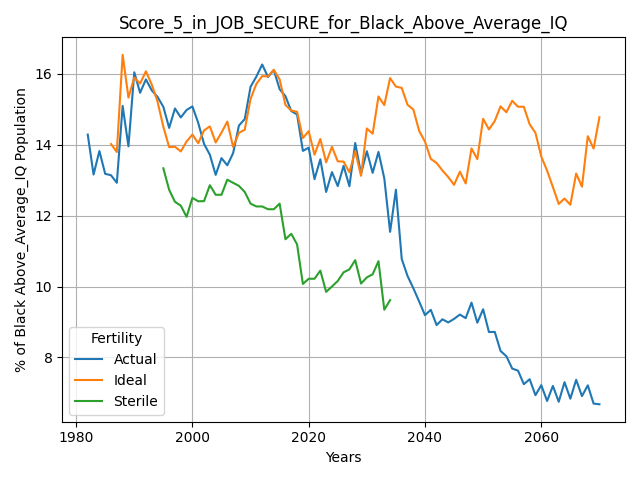 Score_5_in_JOB_SECURE_for_Black_Above_Average_IQ
% of Black Above_Average_IQ Population
16
14
12
10
8
Fertility
Actual
Ideal
Sterile
1980
2000
2020
2040
2060
Years